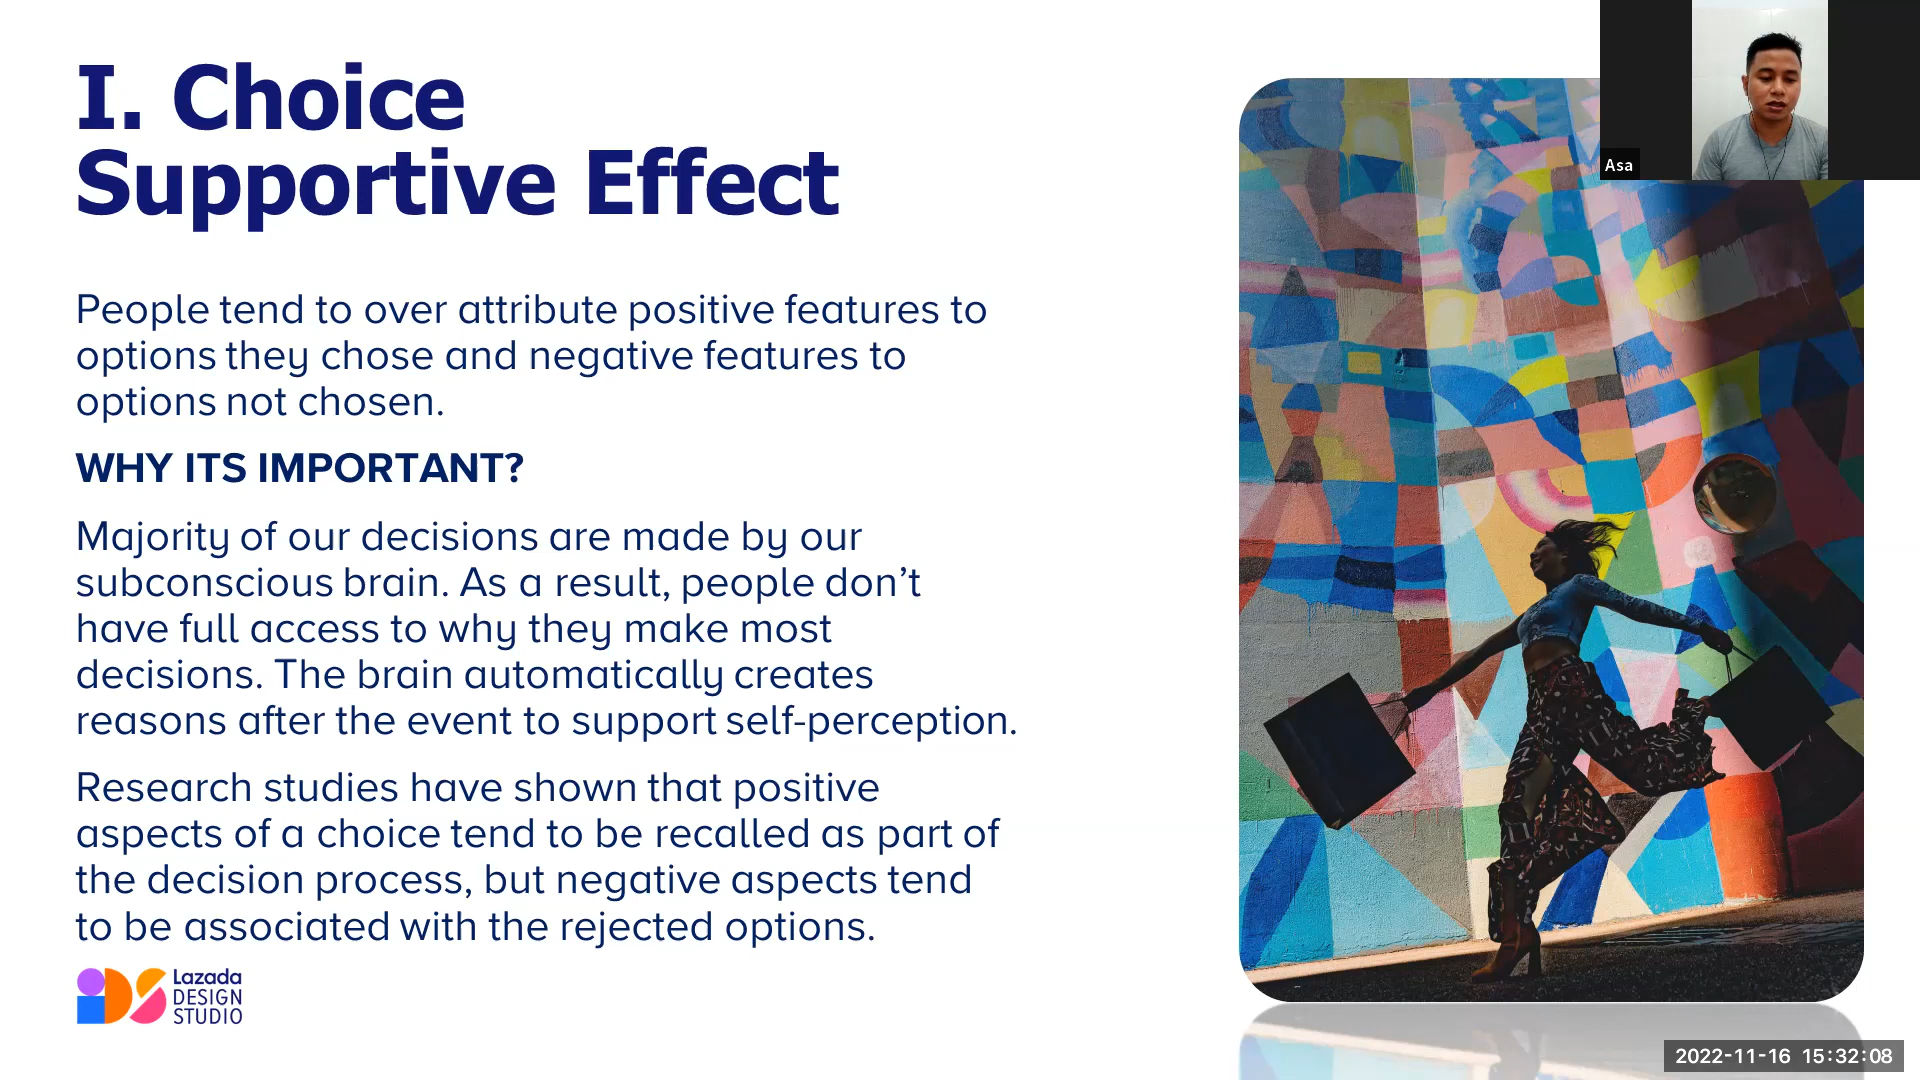 I. Choice
Supportive Effect
People tend to over attribute positive features to
options they chose and negative features to
options not chosen.
WHY ITS IMPORTANT?
Majority of our decisions are made by our
subconscious brain. As a result, people don’t
have full access to why they make most
decisions. The brain automatically creates
reasons after the event to support self-perception.
Research studies have shown that positive
aspects of a choice tend to be recalled as part of
the decision process, but negative aspects tend
to be associated with the rejected options.
Lazada
DESIGN
STUDIO
Asa
2022-11-16 15:32:08